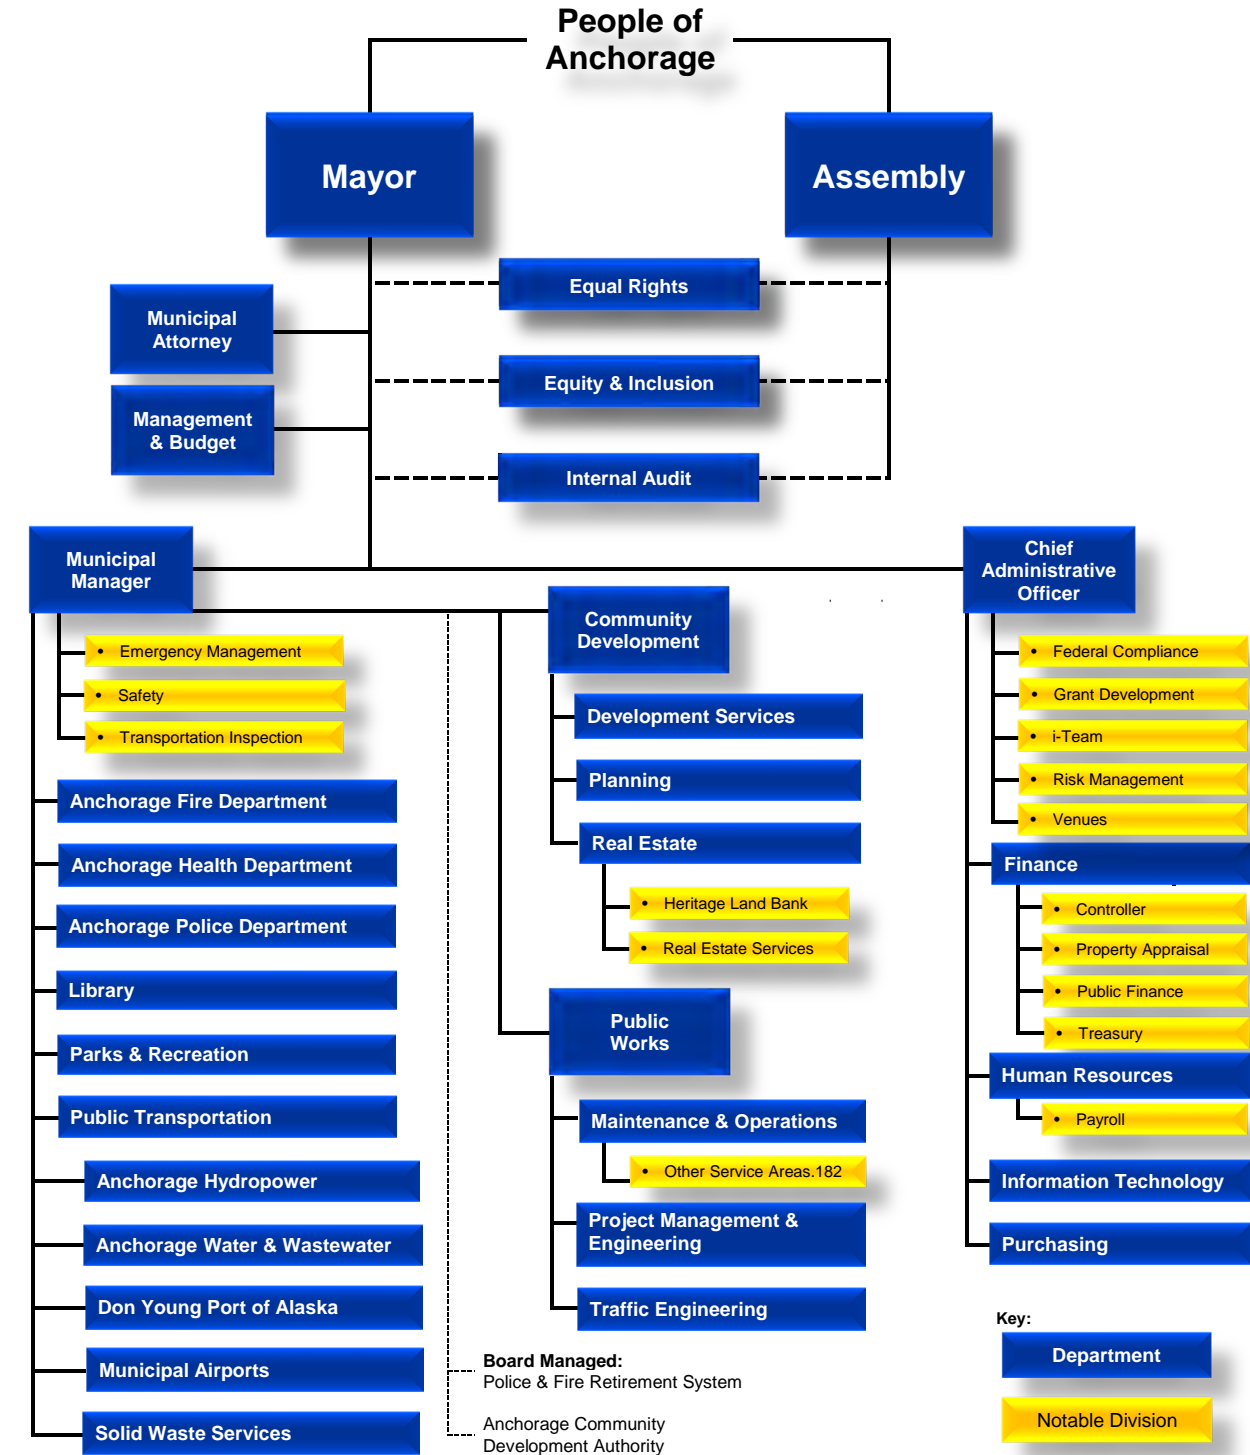 People of
Anchorage
Mayor
Assembly
Equal Rights
Municipal
Attorney
Equity & Inclusion
Management
& Budget
Internal Audit
Municipal
Manager
Chief
Administrative
Officer
Community
Development
• Emergency Management
• Safety
• Transportation Inspection
Anchorage Fire Department
Anchorage Health Department
Anchorage Police Department
Library
Parks & Recreation
Public Transportation
Anchorage Hydropower
Anchorage Water & Wastewater
Don Young Port of Alaska
Municipal Airports
Solid Waste Services
Development Services
Planning
Real Estate
• Heritage Land Bank
• Real Estate Services
Public
Works
Maintenance & Operations
• Other Service Areas.182
Project Management &
Engineering
Traffic Engineering
Board Managed:
Police & Fire Retirement System
Anchorage Community
Development Authority
• Federal Compliance
• Grant Development
• i-Team
• Risk Management
• Venues
Finance
• Controller
• Property Appraisal
• Public Finance
• Treasury
Human Resources
• Payroll
Information Technology
Purchasing
Key:
Department
Notable Division